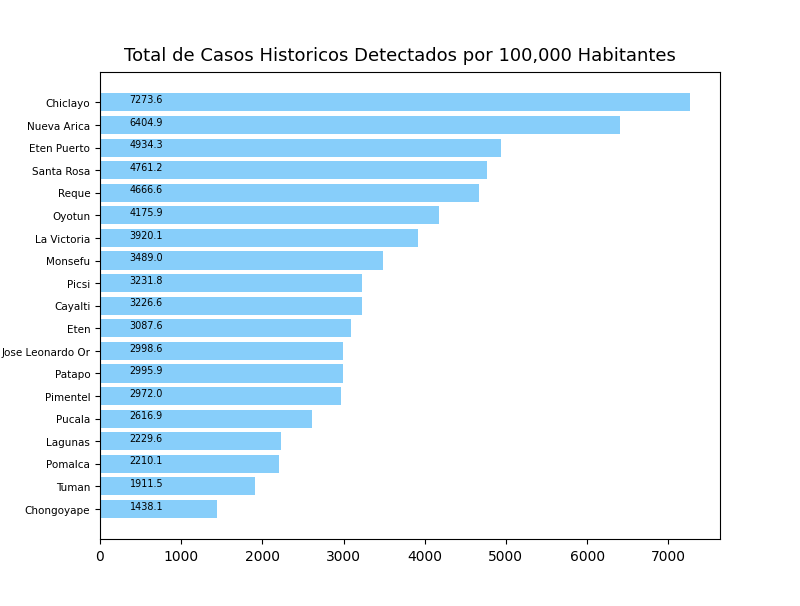 Total de Casos Historicos Detectados por 100,000 Habitantes
Chiclayo 7273.6
Nueva Arica 6404.9
Eten Puerto 4934.3
Santa Rosa 4761.2
Reque 4666.6
Oyotun 4175.9
La Victoria 3920.1
Monsefu 3489.0
Picsi 3231.8
Cayalti 3226.6
Eten 3087.6
Jose Leonardo Or 2998.6
Patapo 2995.9
Pimentel 2972.0
Pucala 2616.9
Lagunas 2229.6
Pomalca 2210.1
Tuman 1911.5
Chongoyape 1438.1
0 1000 2000 3000 4000 5000 6000 7000